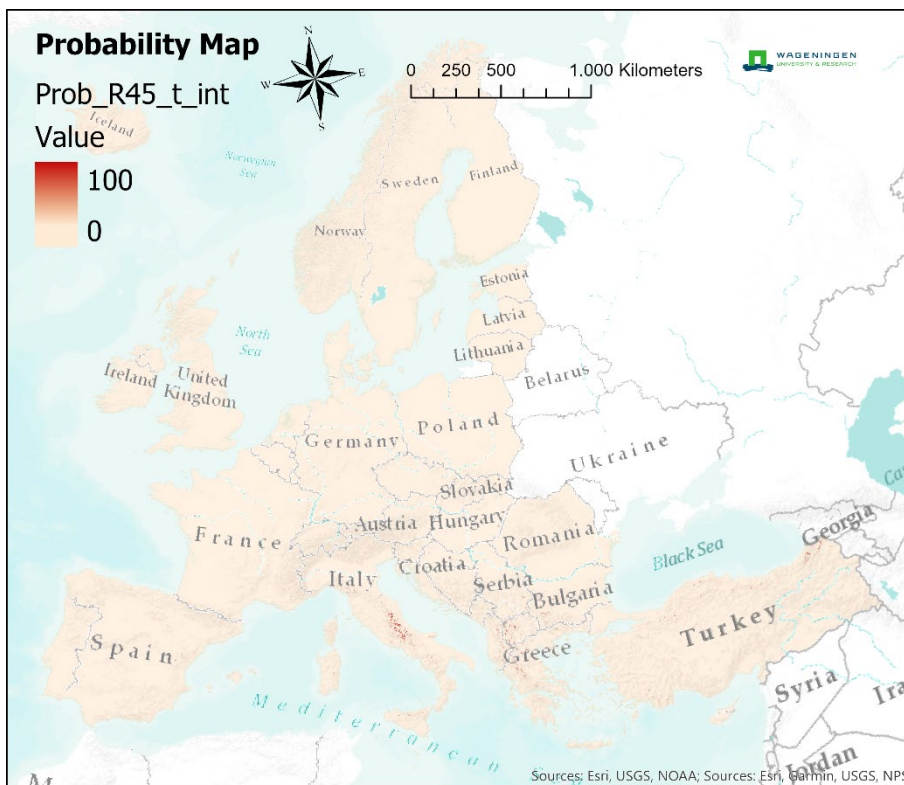 Probability Map
Prob_R45_t_int
Value
100
0
N
W
E
S
0 250 500 1.000 Kilometers
WAGENINGEN
UNIVERSITY & RESEARCH
Iceland
Norwegian
Sea
Sweden
Finland
Norway
Estonia
North
Sea
Latvia
Lithuania
Ireland
United
Kingdom
Belarus
Germany
Poland
Ukraine
Slovakia
Austria
Hungary
France
Romania
Georgia
Black Sea
Croatia
Italy
Serbia
Bulgaria
Spain
Turkey
Greece
Syria
Mediterranean
Jordan
Sources: Esri, USGS, NOAA; Sources: Esri, Garmin, USGS, NPS